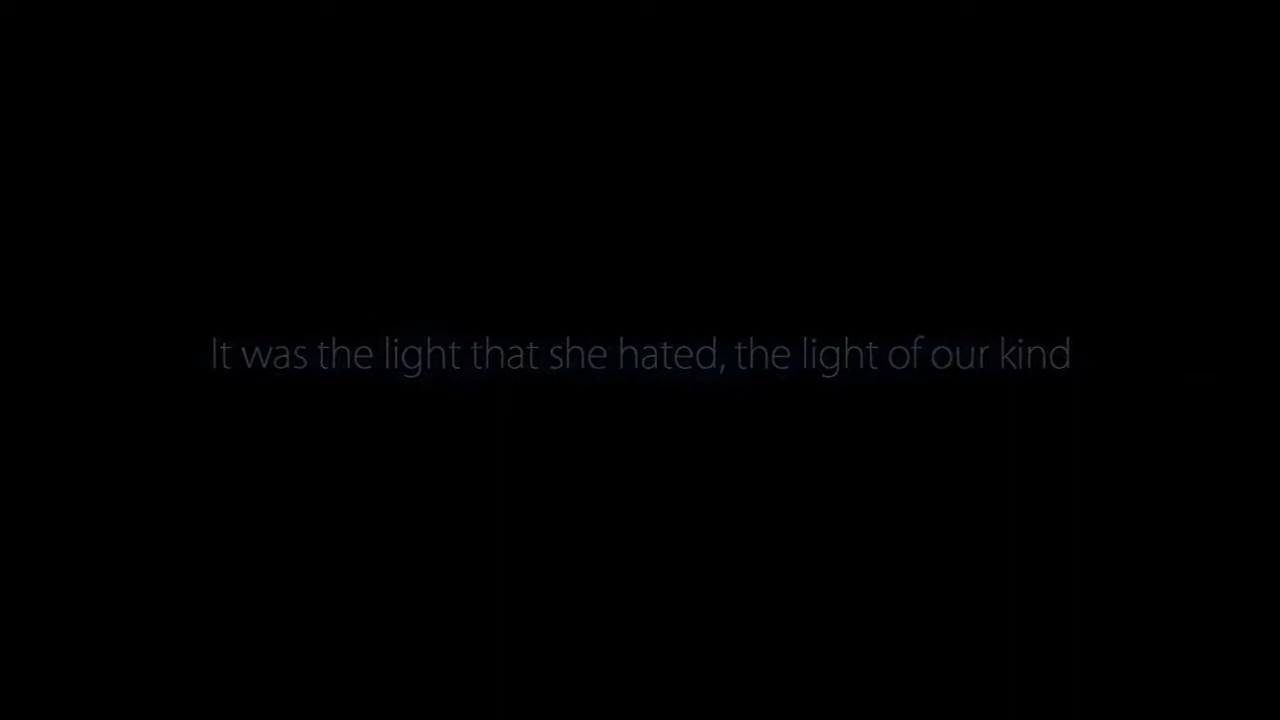 It was the light that she hated, the light of our kind